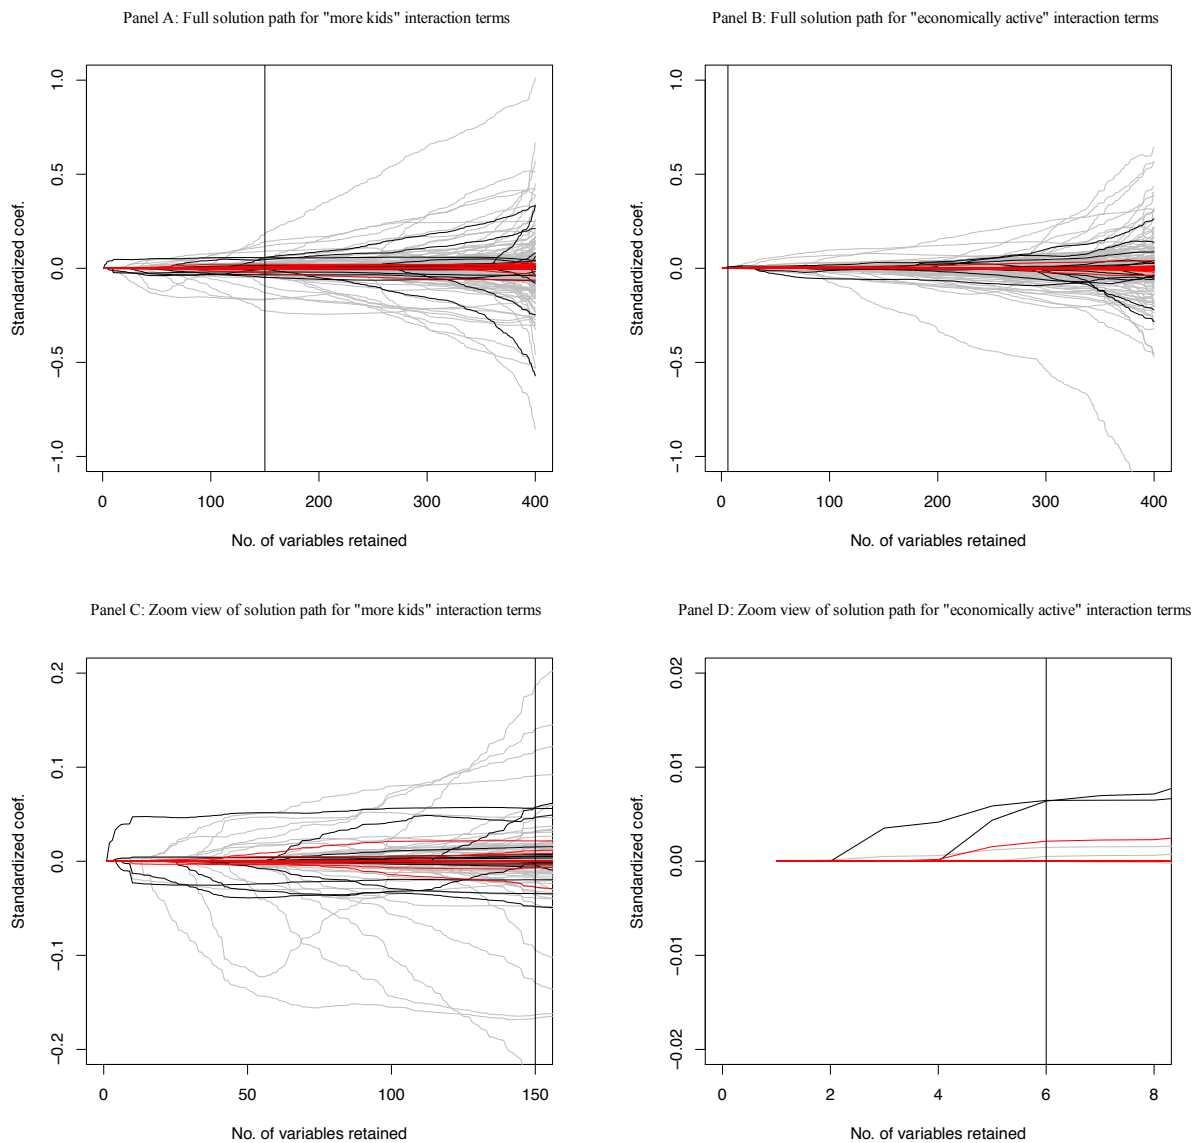 Panel A: Full solution path for "more kids" interaction terms
Standardized coef.
1.0
0.5
0.0
−0.5
−1.0
0 100 200 300 400
No. of variables retained
Panel B: Full solution path for "economically active" interaction terms
Standardized coef.
1.0
0.5
0.0
−0.5
−1.0
0 100 200 300 400
No. of variables retained
Panel C: Zoom view of solution path for "more kids" interaction terms
Standardized coef.
0.2
0.1
0.0
−0.1
−0.2
0 50 100 150
No. of variables retained
Panel D: Zoom view of solution path for "economically active" interaction terms
Standardized coef.
0.02
0.01
0.00
−0.01
−0.02
0 2 4 6 8
No. of variables retained